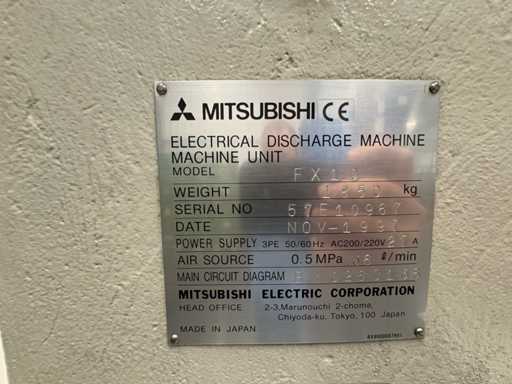 MITSUBISHI CE
ELECTRICAL DISCHARGE MACHINE
MACHINE UNIT
MODEL
WEIGHT kg
SERIAL NO
DATE NOV-1997
POWER SUPPLY 3PE 50/60Hz AC200/220V A
AIR SOURCE 0.5MPa ℓ/min
MAIN CIRCUIT DIAGRAM
MITSUBISHI ELECTRIC CORPORATION
HEAD OFFICE 2-3, Marunouchi 2-chome,
Chiyoda-ku, Tokyo, 100 Japan
MADE IN JAPAN